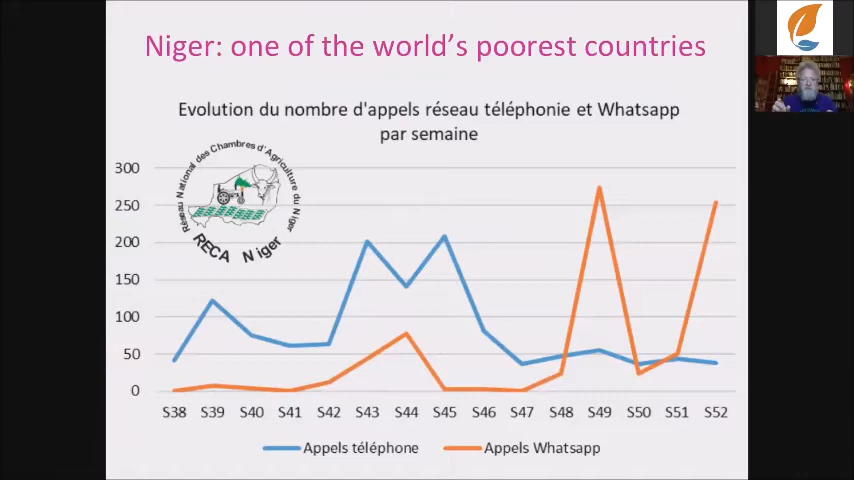 Niger: one of the world's poorest countries
Evolution du nombre d'appels réseau téléphonie et Whatsapp
par semaine
Réseau National des Chambres d'Agriculture du Niger
RECA Niger
300
250
200
150
100
50
0
S38 S39 S40 S41 S42 S43 S44 S45 S46 S47 S48 S49 S50 S51 S52
Appels téléphone Appels Whatsapp